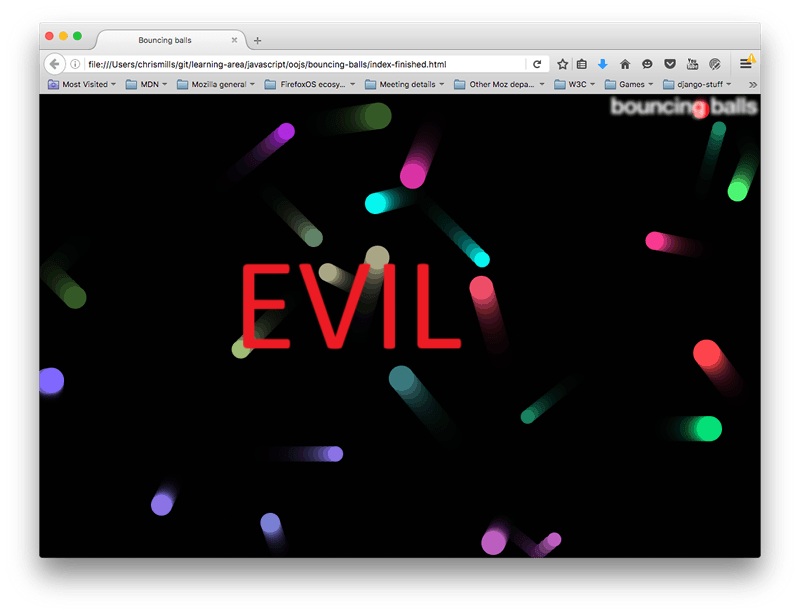 Bouncing balls
file:///Users/chrismills/git/learning-area/javascript/oojs/bouncing-balls/index-finished.html
Most Visited MDN Mozilla general FirefoxOS ecosy... Meeting details Other Moz depa... W3C Games django-stuff
bouncing balls
EVIL